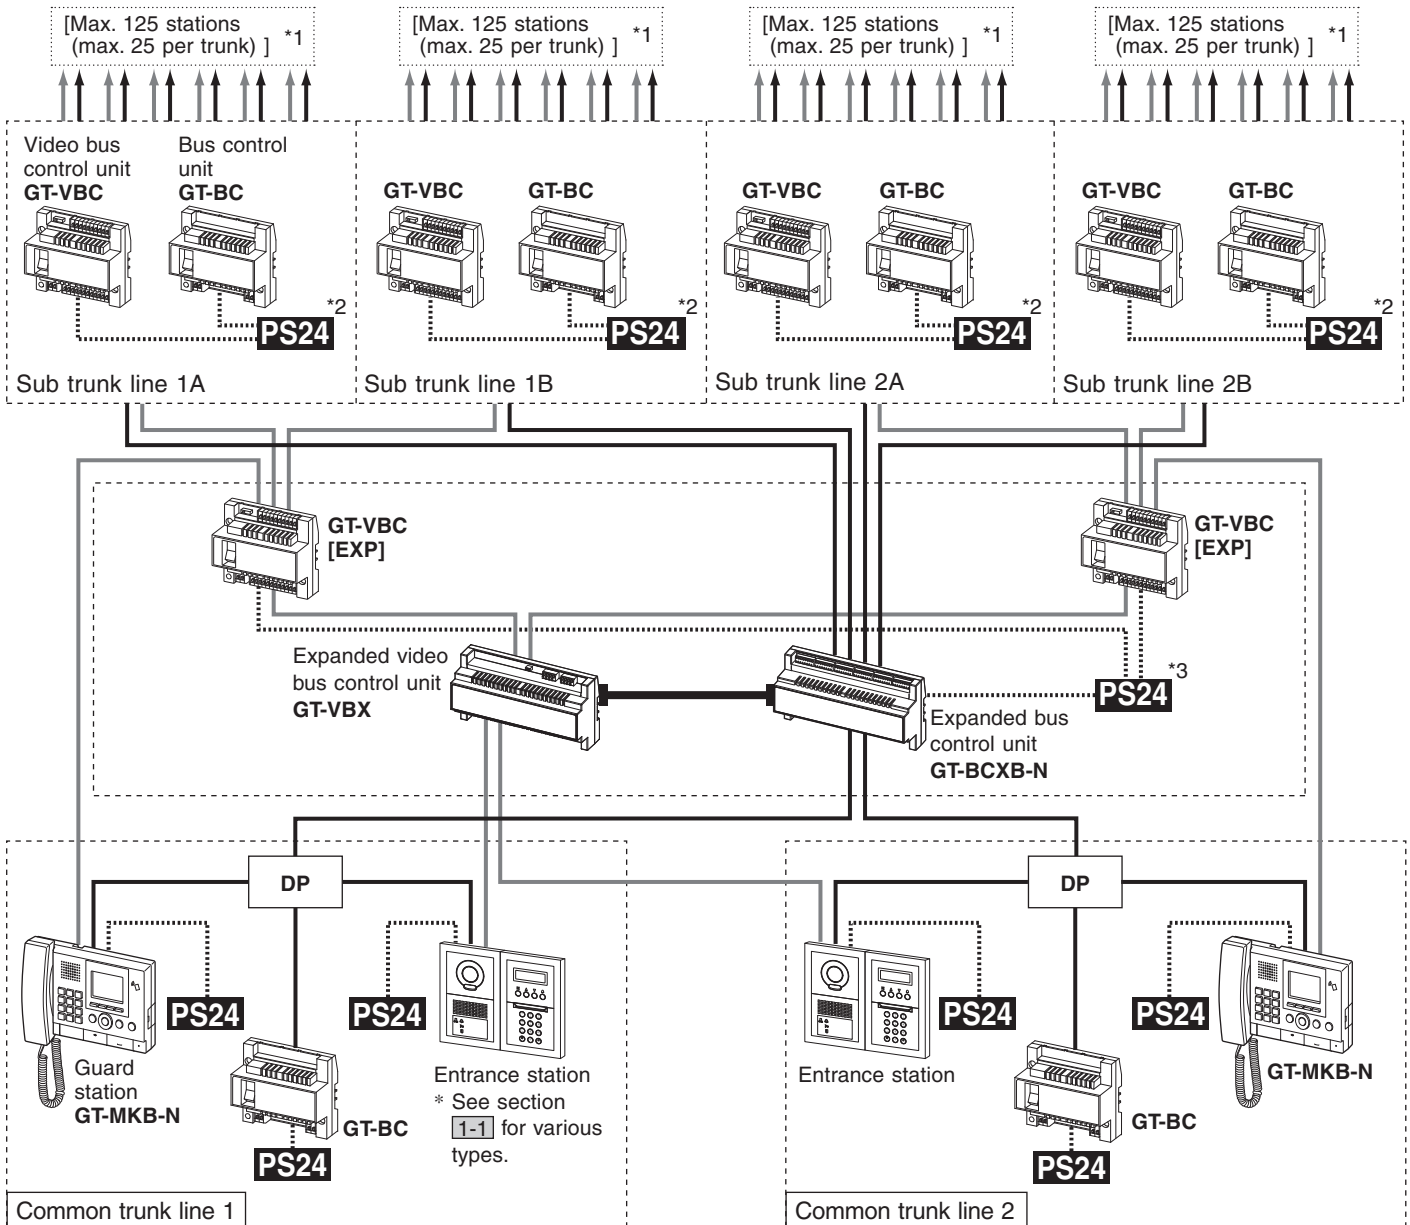 [Max. 125 stations
(max. 25 per trunk) ] *1
[Max. 125 stations
(max. 25 per trunk) ] *1
[Max. 125 stations
(max. 25 per trunk) ] *1
[Max. 125 stations
(max. 25 per trunk) ] *1
Video bus
control unit
GT-VBC
Bus control
unit
GT-BC
*2
PS24
Sub trunk line 1A
GT-VBC
GT-BC
*2
PS24
Sub trunk line 1B
GT-VBC
GT-BC
*2
PS24
Sub trunk line 2A
GT-VBC
GT-BC
*2
PS24
Sub trunk line 2B
GT-VBC
[EXP]
GT-VBC
[EXP]
Expanded video
bus control unit
GT-VBX
*3
PS24
Expanded bus
control unit
GT-BCXB-N
DP
PS24
PS24
Guard
station
GT-MKB-N
GT-BC
PS24
Entrance station
* See section
1-1 for various
types.
Common trunk line 1
DP
PS24
PS24
Entrance station
GT-MKB-N
GT-BC
PS24
Common trunk line 2